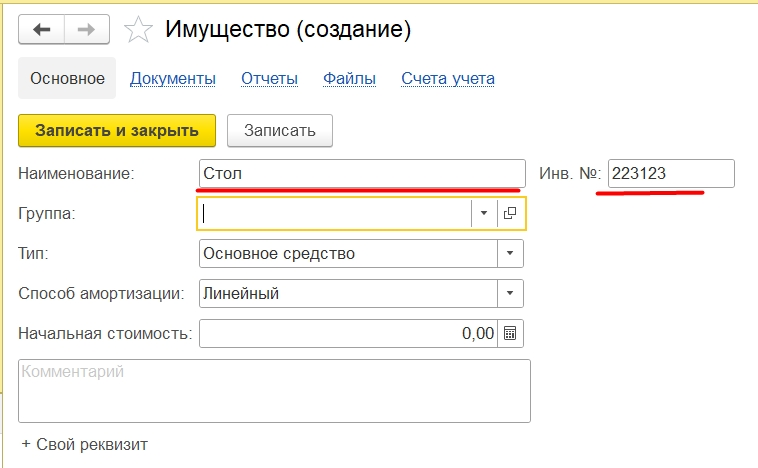 Имущество (создание)
Основное Документы Отчеты Файлы Счета учета
Записать и закрыть Записать
Наименование: Стол Инв. №: 223123
Группа:
Тип: Основное средство
Способ амортизации: Линейный
Начальная стоимость: 0,00
Комментарий
+ Свой реквизит